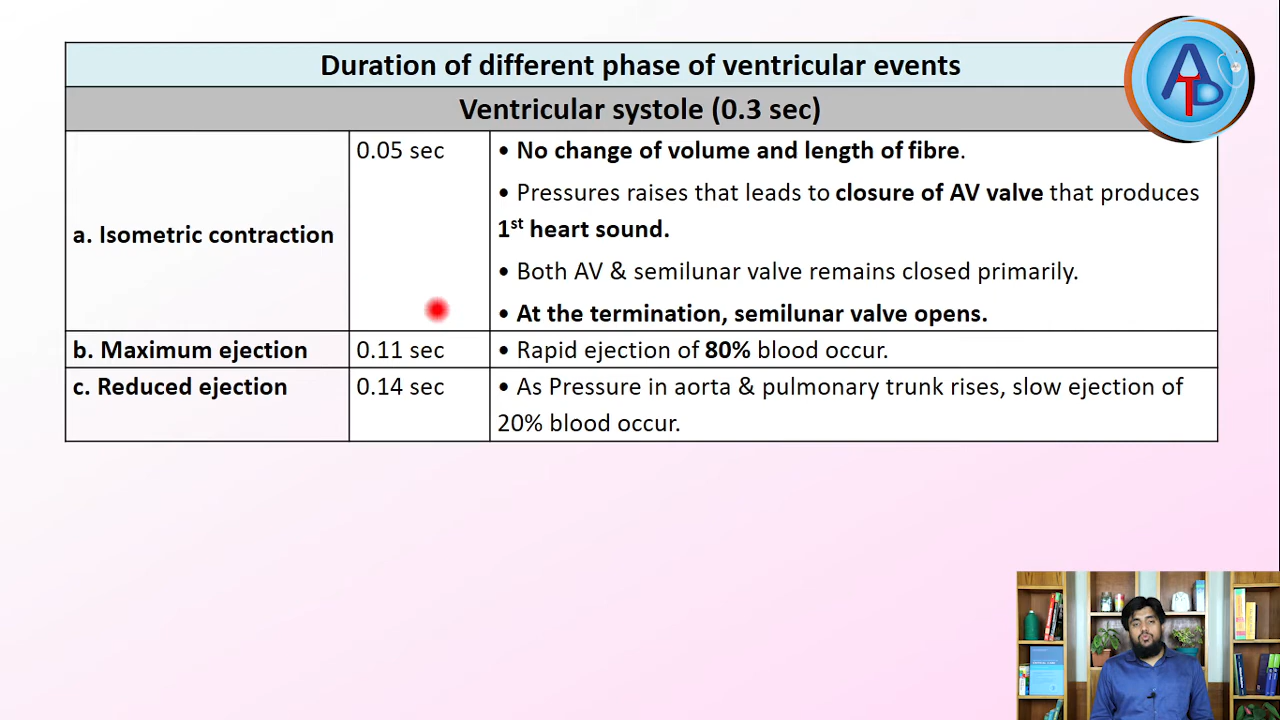 Duration of different phase of ventricular events
Ventricular systole (0.3 sec)
a. Isometric contraction
0.05 sec
• No change of volume and length of fibre.
• Pressures raises that leads to closure of AV valve that produces
1st heart sound.
• Both AV & semilunar valve remains closed primarily.
• At the termination, semilunar valve opens.
b. Maximum ejection
0.11 sec
• Rapid ejection of 80% blood occur.
c. Reduced ejection
0.14 sec
• As Pressure in aorta & pulmonary trunk rises, slow ejection of
20% blood occur.
ATB